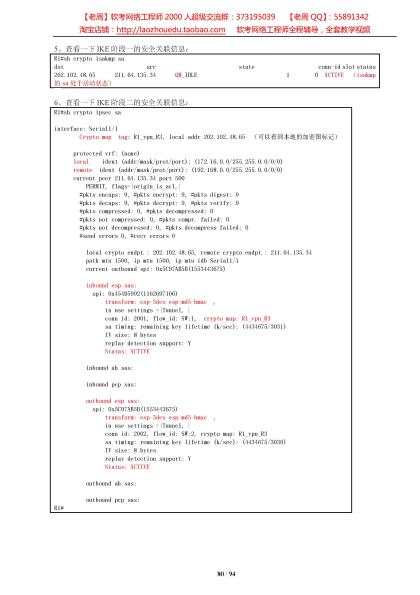 【老周】软考网络工程师 2000 人超级交流群：373195039 【老周 QQ】：55891342
淘宝店铺：http://laozhouedu.taobao.com 软考网络工程师全程辅导，全套教学视频
5、查看一下 IKE 阶段一的安全关联信息：
R1#sh crypto isakmp sa
dst src state conn-id slot status
202.102.48.65 211.64.135.34 QM_IDLE 1 0 ACTIVE （isakmp
的 sa 处于活动状态）
6、查看一下 IKE 阶段二的安全关联信息：
R1#sh crypto ipsec sa
interface: Serial1/1
Crypto map tag: R1_vpn_R3, local addr 202.102.48.65 （可以看到本地的加密图标记）
protected vrf: (none)
local ident (addr/mask/prot/port): (172.16.0.0/255.255.0.0/0/0)
remote ident (addr/mask/prot/port): (192.168.0.0/255.255.0.0/0/0)
current_peer 211.64.135.34 port 500
PERMIT, flags={origin_is_acl,}
#pkts encaps: 9, #pkts encrypt: 9, #pkts digest: 9
#pkts decaps: 9, #pkts decrypt: 9, #pkts verify: 9
#pkts compressed: 0, #pkts decompressed: 0
#pkts not compressed: 0, #pkts compr. failed: 0
#pkts not decompressed: 0, #pkts decompress failed: 0
#send errors 0, #recv errors 0
local crypto endpt.: 202.102.48.65, remote crypto endpt.: 211.64.135.34
path mtu 1500, ip mtu 1500, ip mtu idb Serial1/1
current outbound spi: 0x5C97AB5B(1553443675)
inbound esp sas:
spi: 0x454D5992(1162697106)
transform: esp-3des esp-md5-hmac ,
in use settings ={Tunnel, }
conn id: 2001, flow_id: SW:1, crypto map: R1_vpn_R3
sa timing: remaining key lifetime (k/sec): (4434675/3031)
IV size: 8 bytes
replay detection support: Y
Status: ACTIVE
inbound ah sas:
inbound pcp sas:
outbound esp sas:
spi: 0x5C97AB5B(1553443675)
transform: esp-3des esp-md5-hmac ,
in use settings ={Tunnel, }
conn id: 2002, flow_id: SW:2, crypto map: R1_vpn_R3
sa timing: remaining key lifetime (k/sec): (4434675/3030)
IV size: 8 bytes
replay detection support: Y
Status: ACTIVE
outbound ah sas:
outbound pcp sas:
R1#
80 / 94